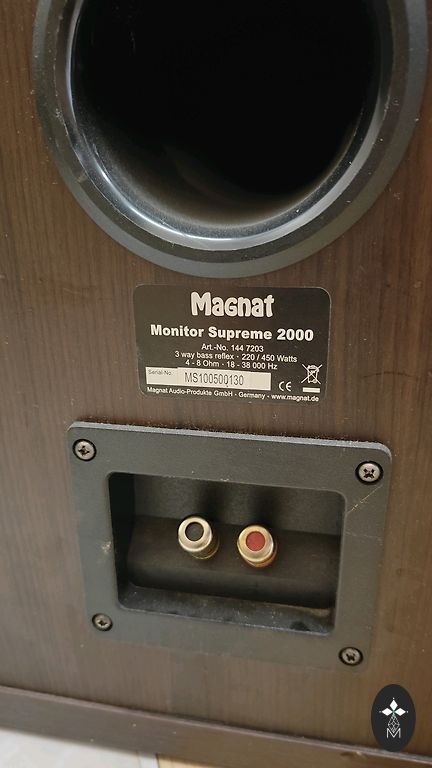 Magnat
Monitor Supreme 2000
Art.-No. 144 7203
3 way bass reflex · 220 / 450 Watts
4 - 8 Ohm · 18 - 38 000 Hz
Serial-No. MS100500130
CE
Magnat Audio-Produkte GmbH · Germany · www.magnat.de
M